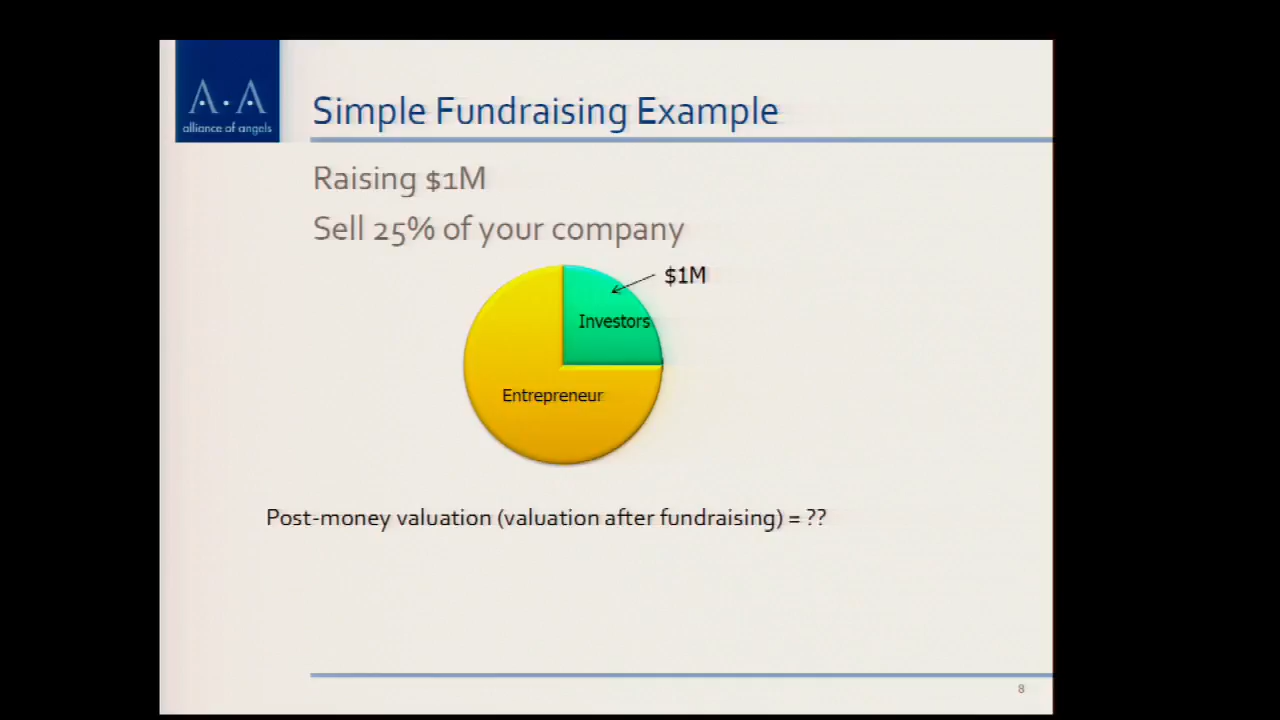 A·A
alliance of angels
Simple Fundraising Example
Raising $1M
Sell 25% of your company
$1M
Investors
Entrepreneur
Post-money valuation (valuation after fundraising) = ??
8